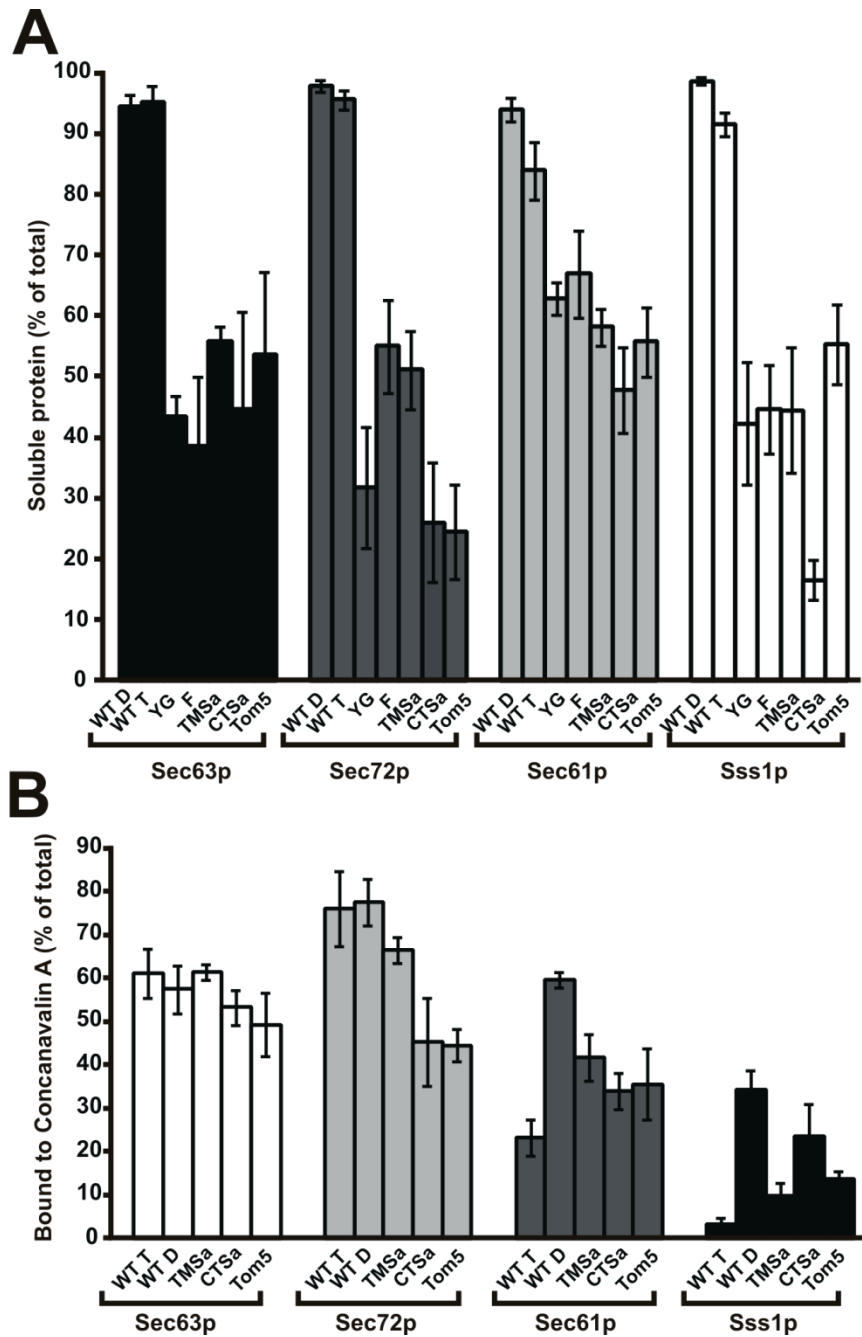 A
Soluble protein (% of total)
100
90
80
70
60
50
40
30
20
10
0
WT D WT T YG F TMSa CTSa Tom5 WT D WT T YG F TMSa CTSa Tom5 WT D WT T YG F TMSa CTSa Tom5 WT D WT T YG F TMSa CTSa Tom5
Sec63p Sec72p Sec61p Sss1p
B
Bound to Concanavalin A (% of total)
90
80
70
60
50
40
30
20
10
0
WT T WT D TMSa CTSa Tom5 WT T WT D TMSa CTSa Tom5 WT T WT D TMSa CTSa Tom5 WT T WT D TMSa CTSa Tom5
Sec63p Sec72p Sec61p Sss1p